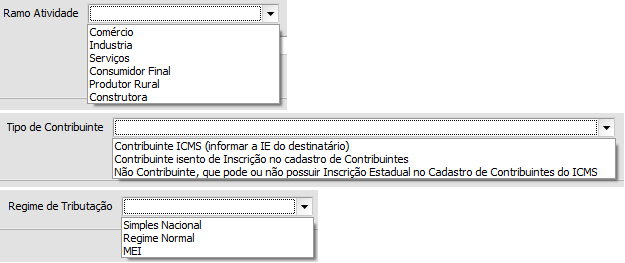 Ramo Atividade
Comércio
Industria
Serviços
Consumidor Final
Produtor Rural
Construtora
Tipo de Contribuinte
Contribuinte ICMS (informar a IE do destinatário)
Contribuinte isento de Inscrição no cadastro de Contribuintes
Não Contribuinte, que pode ou não possuir Inscrição Estadual no Cadastro de Contribuintes do ICMS
Regime de Tributação
Simples Nacional
Regime Normal
MEI